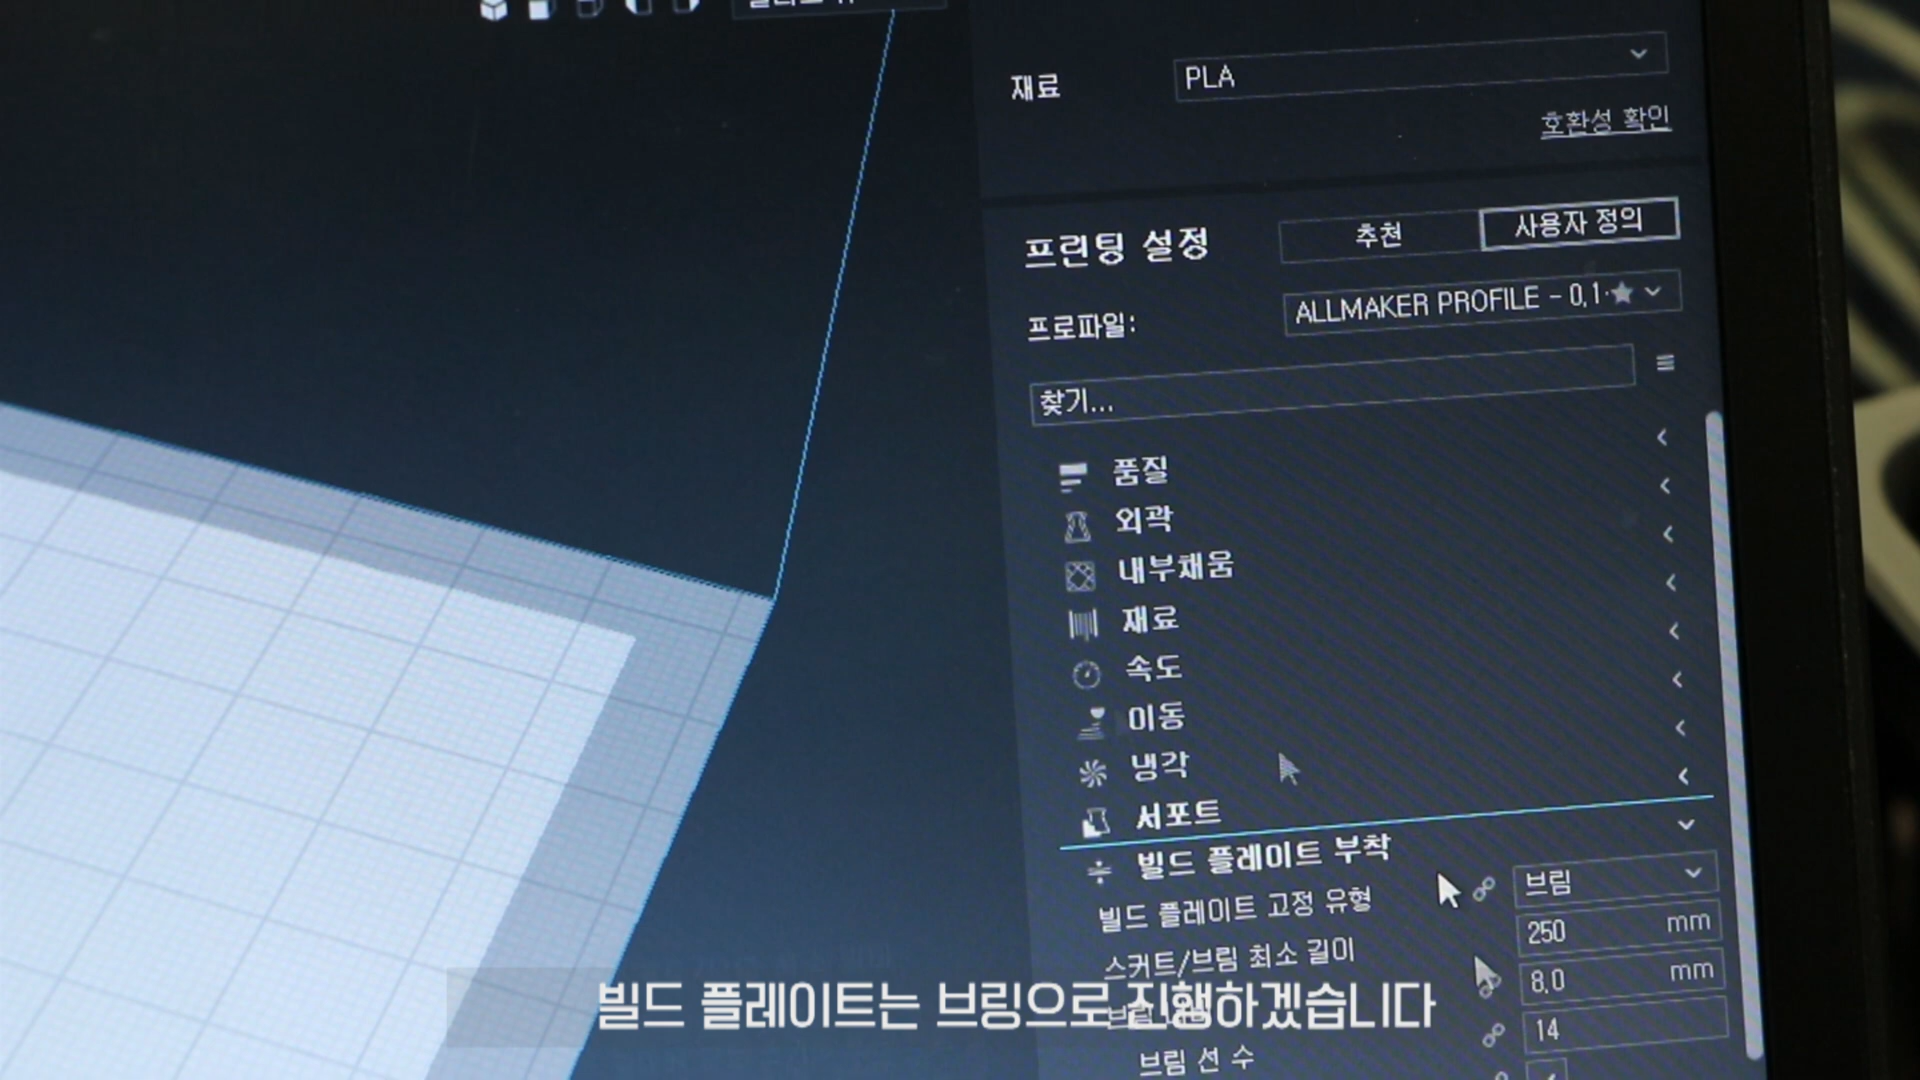 재료 PLA
호환성 확인
프린팅 설정 추천 사용자 정의
프로파일: ALLMAKER PROFILE - 0,1
찾기...
품질
외곽
내부채움
재료
속도
이동
냉각
서포트
빌드 플레이트 부착
빌드 플레이트 고정 유형 브림
스커트/브림 최소 길이 250 mm
8,0 mm
브림 선 수 14
빌드 플레이트는 브링으로 진행하겠습니다